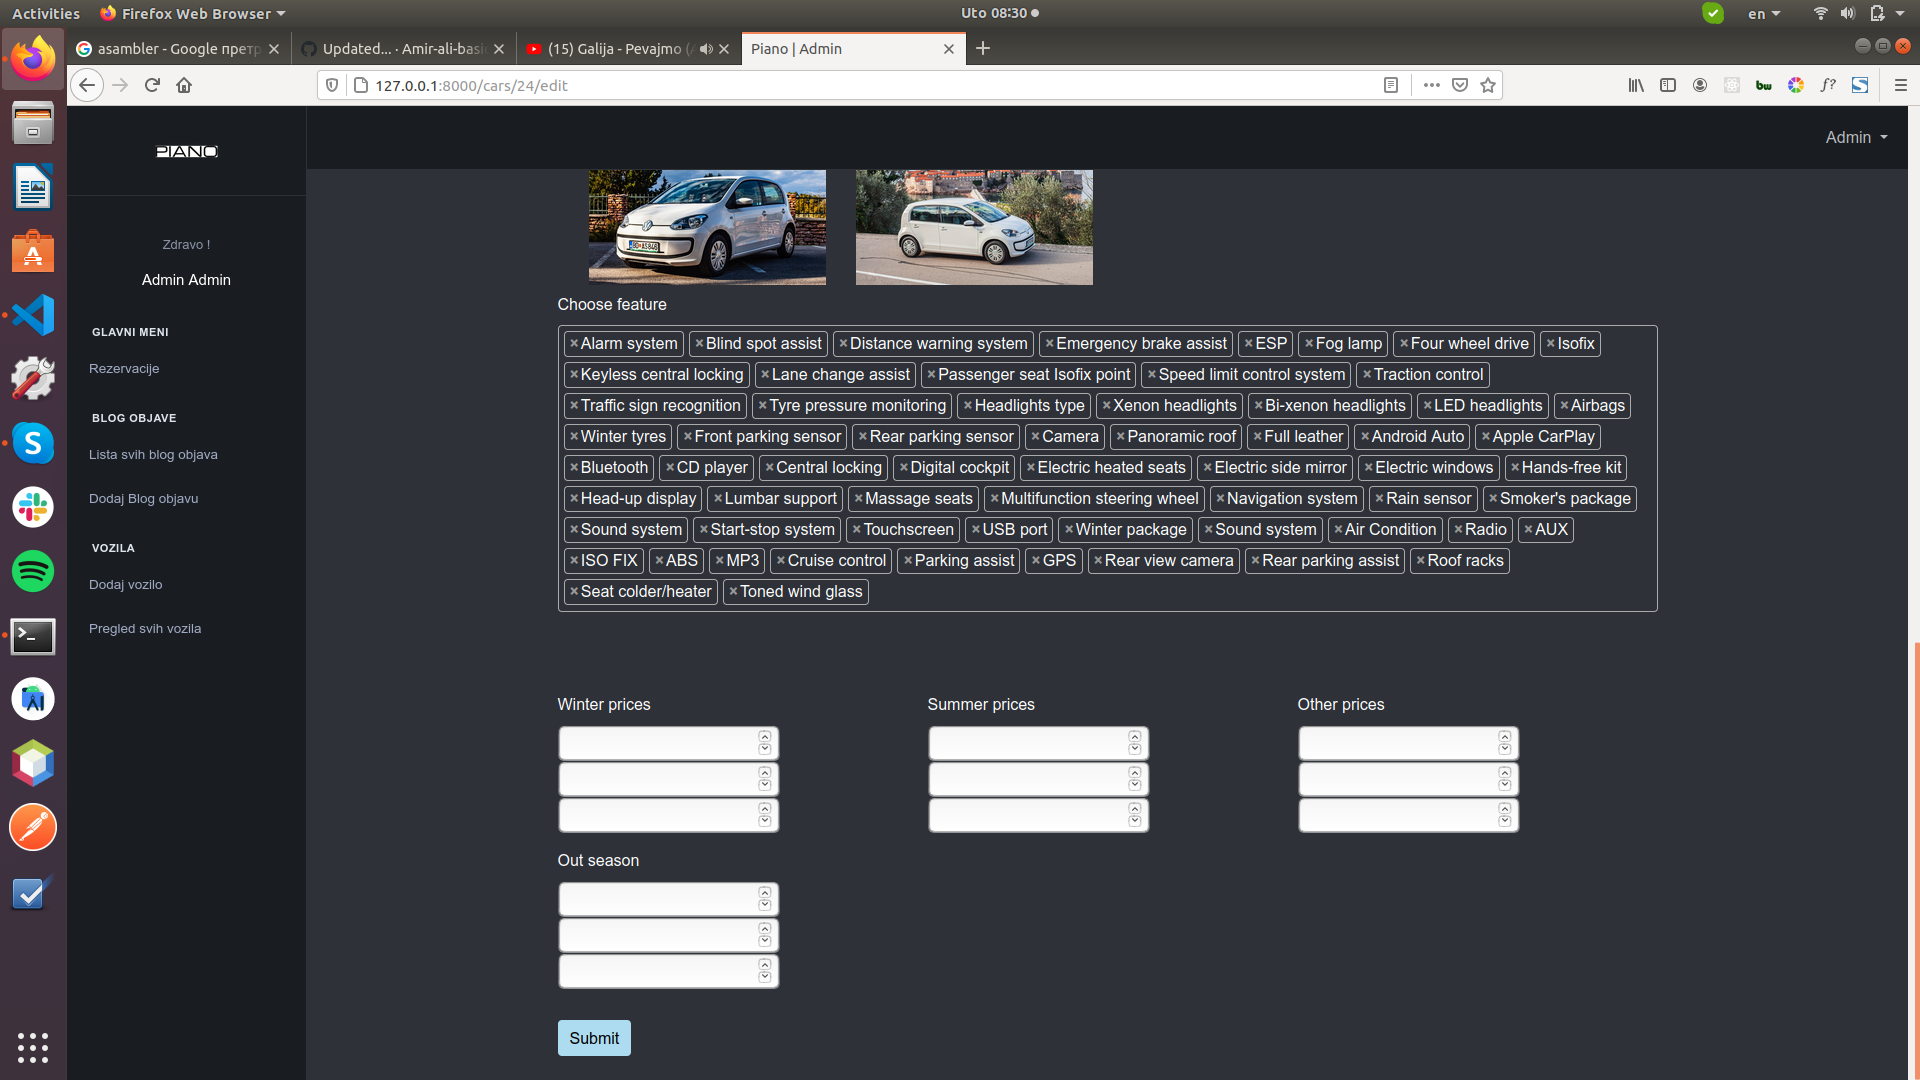 Activities
Firefox Web Browser
Uto 08:30
en
asambler - Google претр
Updated... · Amir-ali-basic
(15) Galija - Pevajmo (
Piano | Admin
127.0.0.1:8000/cars/24/edit
bw
f?
PIANO
Admin
Zdravo !
Admin Admin
GLAVNI MENI
Rezervacije
BLOG OBJAVE
Lista svih blog objava
Dodaj Blog objavu
VOZILA
Dodaj vozilo
Pregled svih vozila
Choose feature
×Alarm system ×Blind spot assist ×Distance warning system ×Emergency brake assist ×ESP ×Fog lamp ×Four wheel drive ×Isofix
×Keyless central locking ×Lane change assist ×Passenger seat Isofix point ×Speed limit control system ×Traction control
×Traffic sign recognition ×Tyre pressure monitoring ×Headlights type ×Xenon headlights ×Bi-xenon headlights ×LED headlights ×Airbags
×Winter tyres ×Front parking sensor ×Rear parking sensor ×Camera ×Panoramic roof ×Full leather ×Android Auto ×Apple CarPlay
×Bluetooth ×CD player ×Central locking ×Digital cockpit ×Electric heated seats ×Electric side mirror ×Electric windows ×Hands-free kit
×Head-up display ×Lumbar support ×Massage seats ×Multifunction steering wheel ×Navigation system ×Rain sensor ×Smoker's package
×Sound system ×Start-stop system ×Touchscreen ×USB port ×Winter package ×Sound system ×Air Condition ×Radio ×AUX
×ISO FIX ×ABS ×MP3 ×Cruise control ×Parking assist ×GPS ×Rear view camera ×Rear parking assist ×Roof racks
×Seat colder/heater ×Toned wind glass
Winter prices
Summer prices
Other prices
Out season
Submit